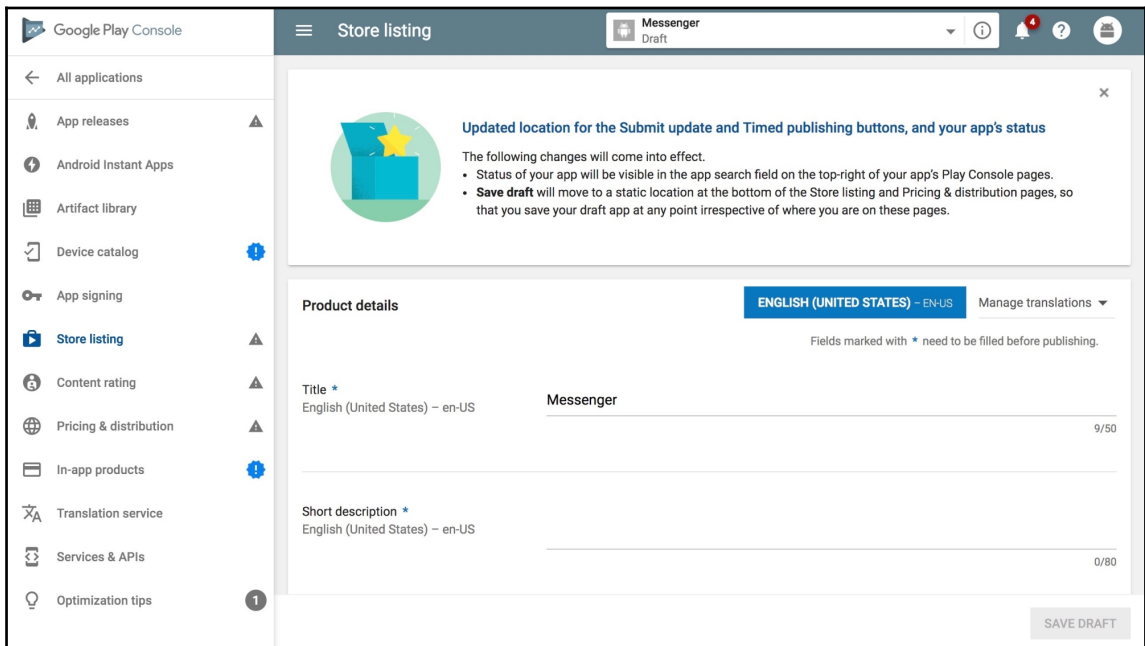 Google Play Console
Store listing
Messenger
Draft
4
All applications
App releases
Android Instant Apps
Artifact library
Device catalog
App signing
Store listing
Content rating
Pricing & distribution
In-app products
Translation service
Services & APIs
Optimization tips
1
Updated location for the Submit update and Timed publishing buttons, and your app's status
The following changes will come into effect.
• Status of your app will be visible in the app search field on the top-right of your app's Play Console pages.
• Save draft will move to a static location at the bottom of the Store listing and Pricing & distribution pages, so
that you save your draft app at any point irrespective of where you are on these pages.
Product details
ENGLISH (UNITED STATES) – EN-US
Manage translations
Fields marked with * need to be filled before publishing.
Title *
English (United States) – en-US
Messenger
9/50
Short description *
English (United States) – en-US
0/80
SAVE DRAFT